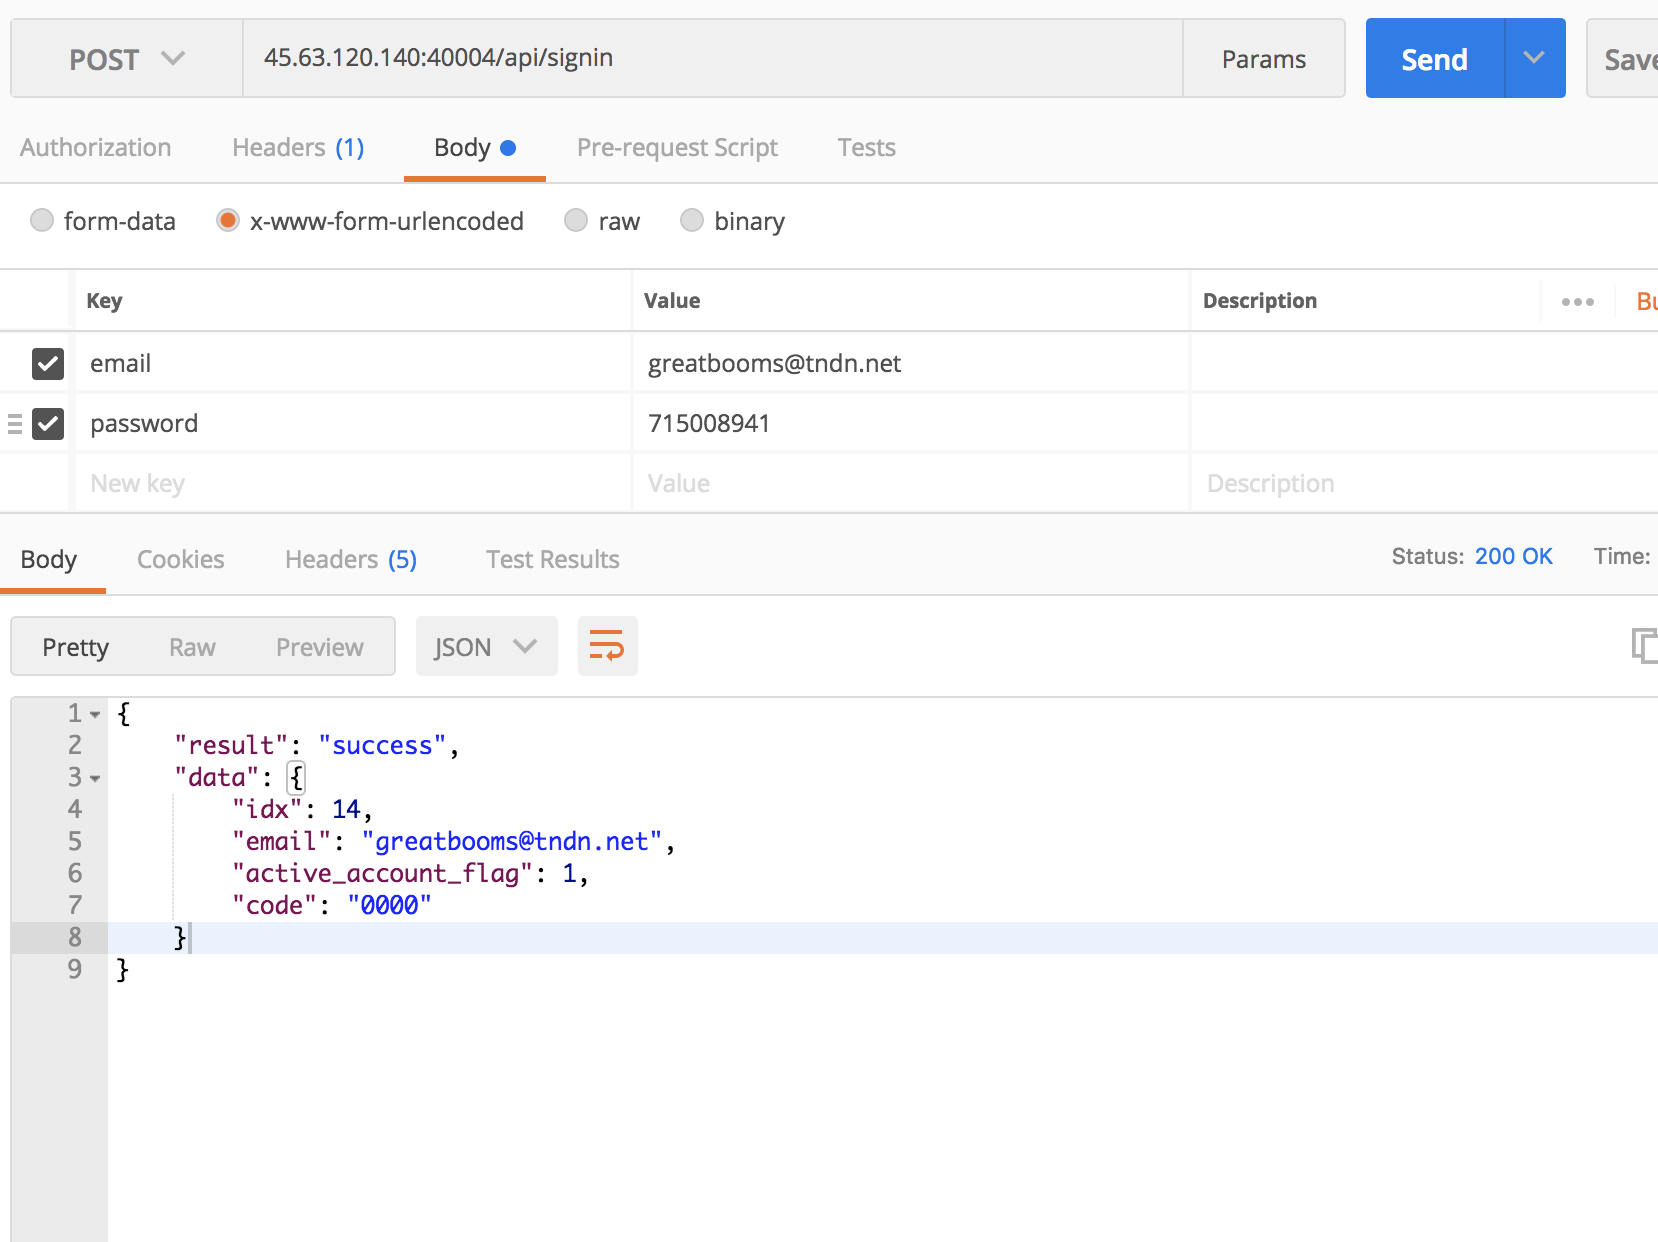 POST 45.63.120.140:40004/api/signin Params Send Save
Authorization Headers (1) Body Pre-request Script Tests
form-data x-www-form-urlencoded raw binary
Key Value Description ••• Bu
email greatbooms@tndn.net
password 715008941
New key Value Description
Body Cookies Headers (5) Test Results Status: 200 OK Time:
Pretty Raw Preview JSON
1 {
2 "result": "success",
3 "data": {
4 "idx": 14,
5 "email": "greatbooms@tndn.net",
6 "active_account_flag": 1,
7 "code": "0000"
8 }
9 }